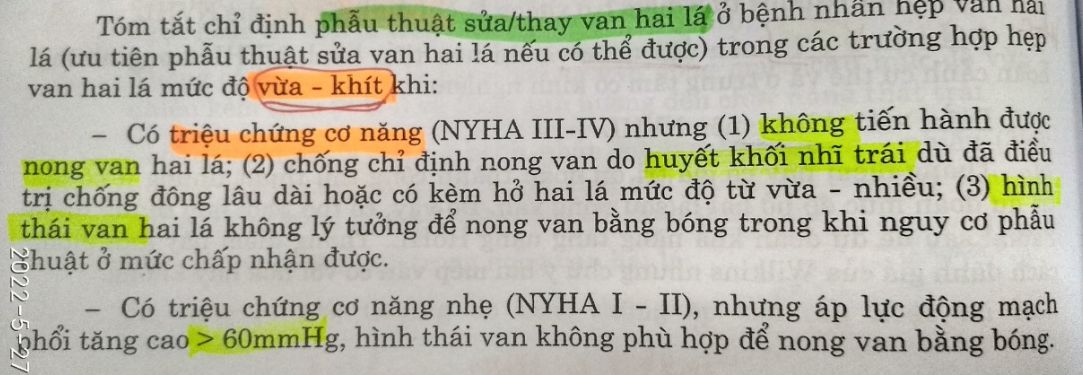 Tóm tắt chỉ định phẫu thuật sửa/thay van hai lá ở bệnh nhân hẹp van hai
lá (ưu tiên phẫu thuật sửa van hai lá nếu có thể được) trong các trường hợp hẹp
van hai lá mức độ vừa - khít khi:
– Có triệu chứng cơ năng (NYHA III-IV) nhưng (1) không tiến hành được
nong van hai lá; (2) chống chỉ định nong van do huyết khối nhĩ trái dù đã điều
trị chống đông lâu dài hoặc có kèm hở hai lá mức độ từ vừa - nhiều; (3) hình
thái van hai lá không lý tưởng để nong van bằng bóng trong khi nguy cơ phẫu
thuật ở mức chấp nhận được.
– Có triệu chứng cơ năng nhẹ (NYHA I - II), nhưng áp lực động mạch
phổi tăng cao > 60mmHg, hình thái van không phù hợp để nong van bằng bóng.
2022-5-27